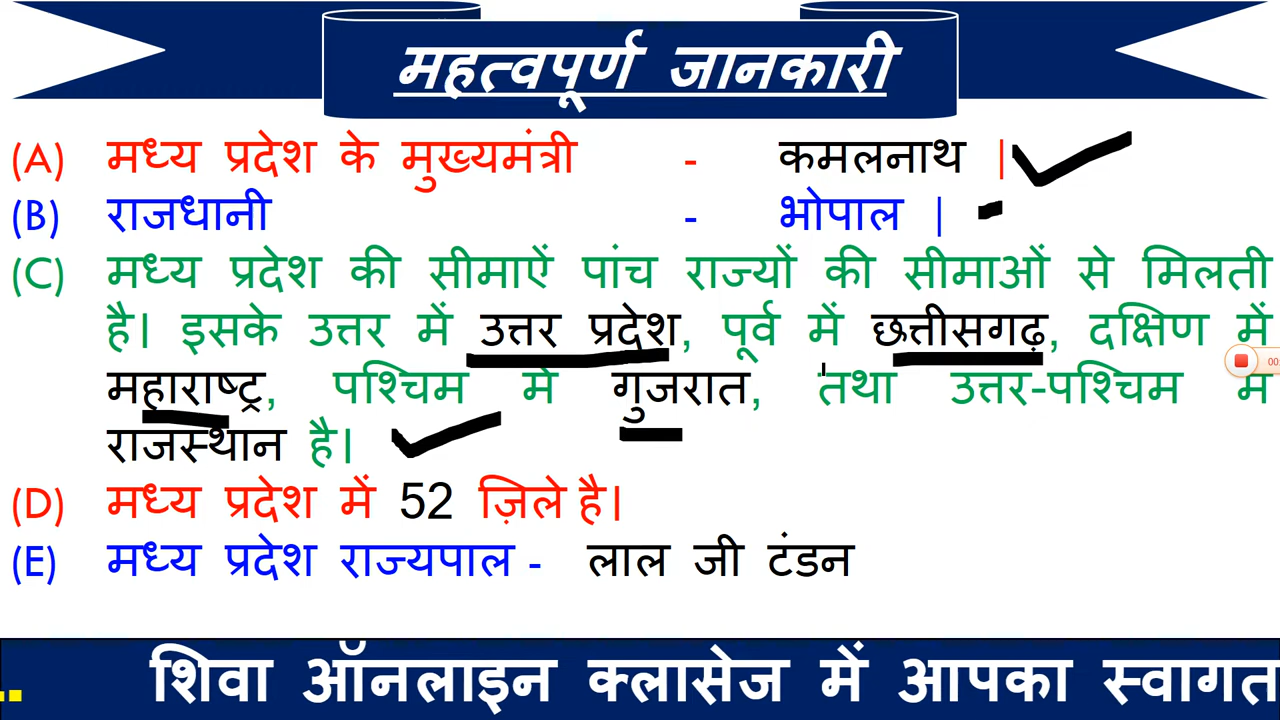 महत्वपूर्ण जानकारी
(A) मध्य प्रदेश के मुख्यमंत्री - कमलनाथ |
(B) राजधानी - भोपाल |
(C) मध्य प्रदेश की सीमाऐं पांच राज्यों की सीमाओं से मिलती
है। इसके उत्तर में उत्तर प्रदेश, पूर्व में छत्तीसगढ़, दक्षिण में
महाराष्ट्र, पश्चिम में गुजरात, तथा उत्तर-पश्चिम में
राजस्थान है।
(D) मध्य प्रदेश में 52 ज़िले है।
(E) मध्य प्रदेश राज्यपाल - लाल जी टंडन
.. शिवा ऑनलाइन क्लासेज में आपका स्वागत
00